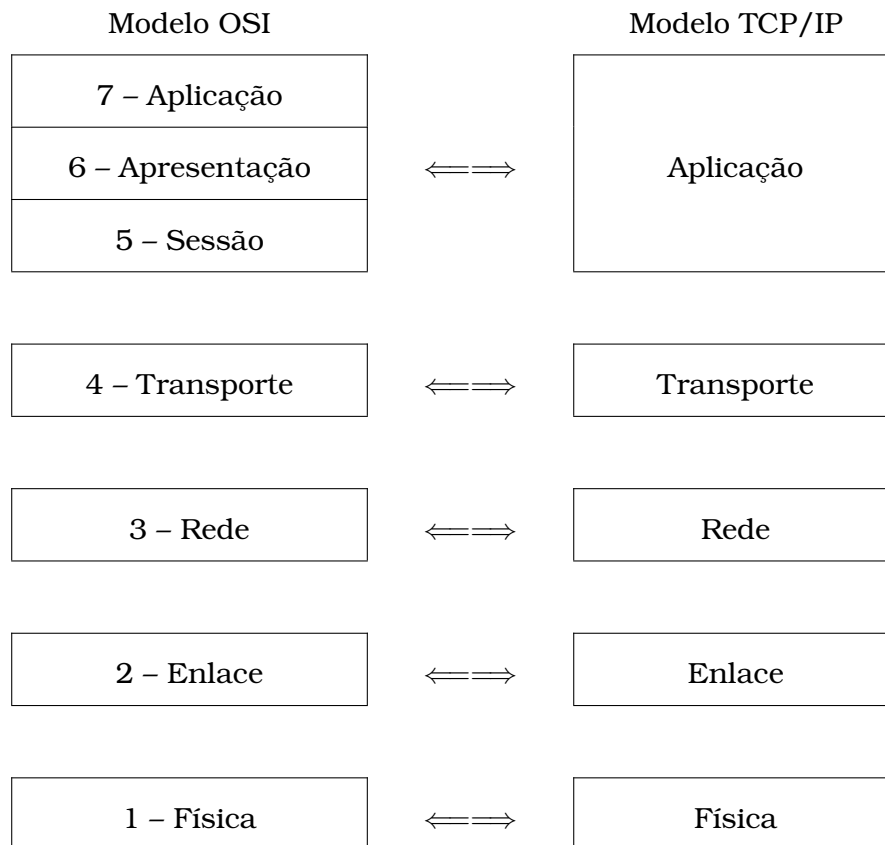 Modelo OSI Modelo TCP/IP
7 – Aplicação
6 – Apresentação ⟸⟹ Aplicação
5 – Sessão
4 – Transporte ⟸⟹ Transporte
3 – Rede ⟸⟹ Rede
2 – Enlace ⟸⟹ Enlace
1 – Física ⟸⟹ Física